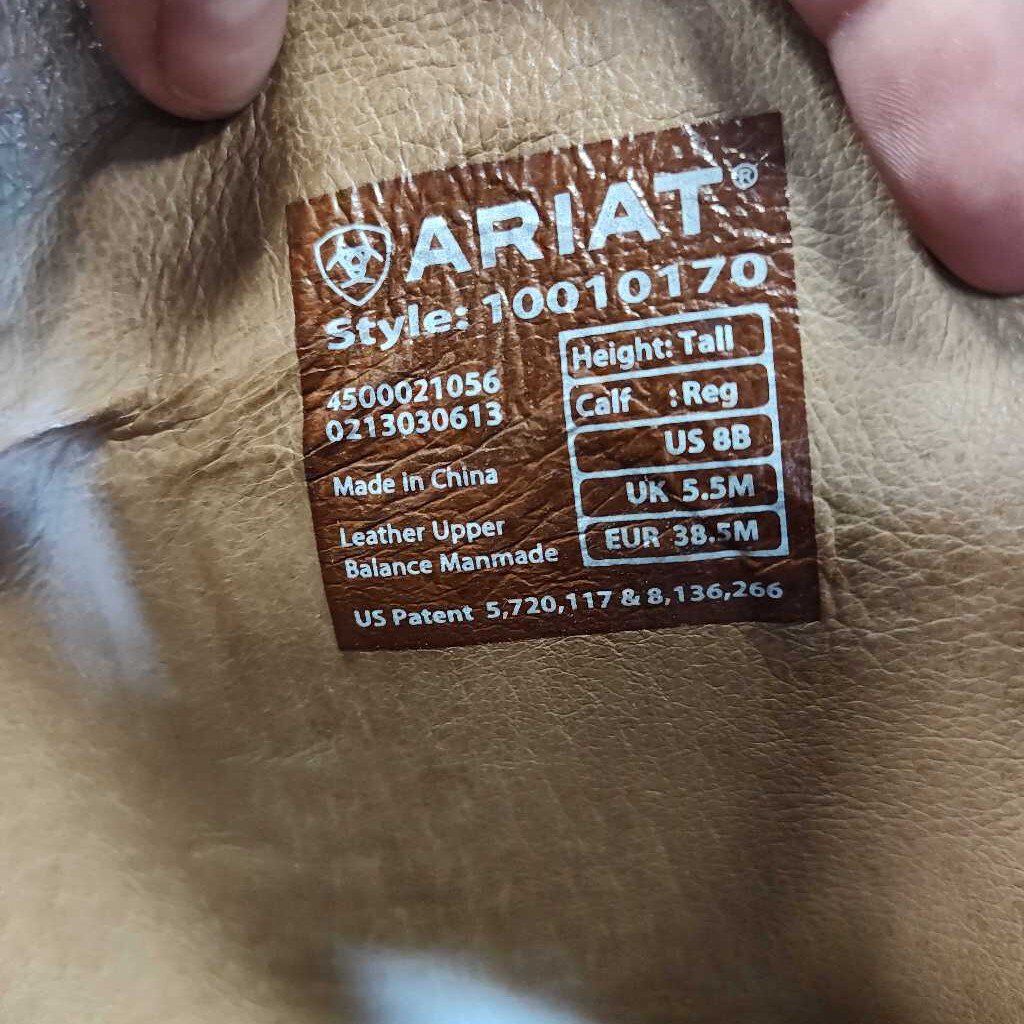 ARIAT®
Style: 10010170
4500021056
0213030613
Made in China
Leather Upper
Balance Manmade
Height: Tall
Calf :Reg
US 8B
UK 5.5M
EUR 38.5M
US Patent 5,720,117 & 8,136,266